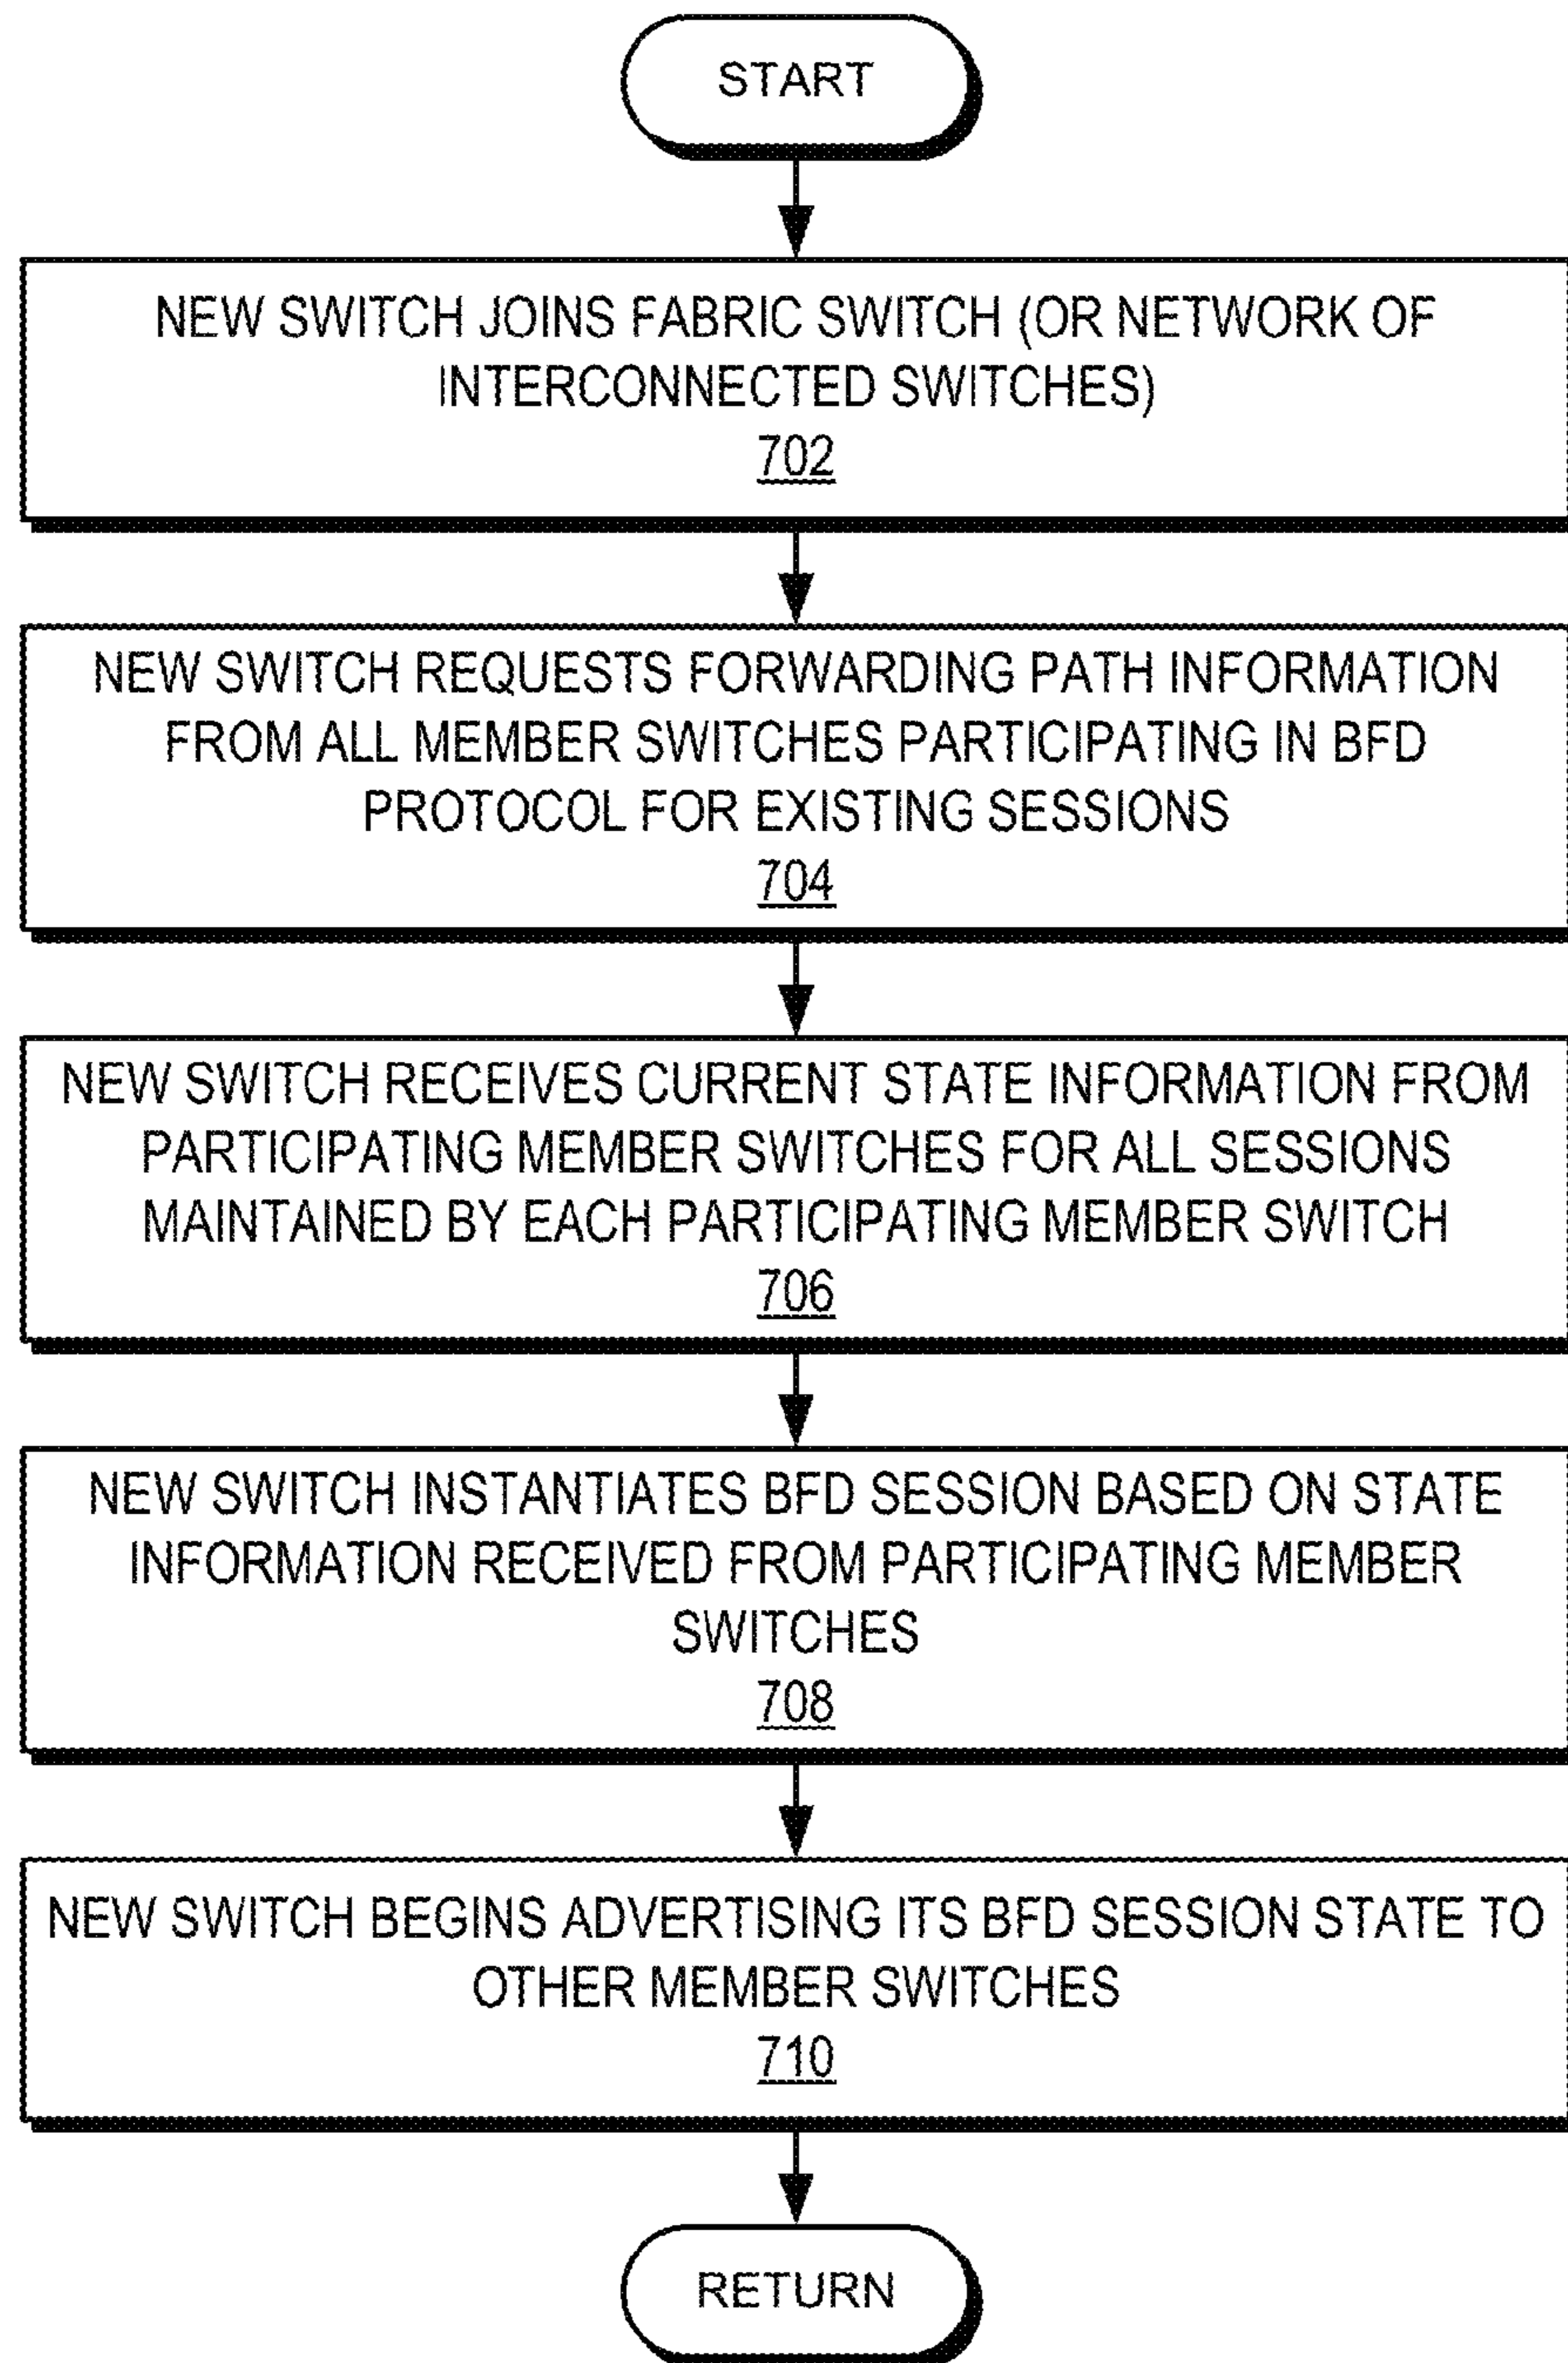 START
NEW SWITCH JOINS FABRIC SWITCH (OR NETWORK OF
INTERCONNECTED SWITCHES)
702
NEW SWITCH REQUESTS FORWARDING PATH INFORMATION
FROM ALL MEMBER SWITCHES PARTICIPATING IN BFD
PROTOCOL FOR EXISTING SESSIONS
704
NEW SWITCH RECEIVES CURRENT STATE INFORMATION FROM
PARTICIPATING MEMBER SWITCHES FOR ALL SESSIONS
MAINTAINED BY EACH PARTICIPATING MEMBER SWITCH
706
NEW SWITCH INSTANTIATES BFD SESSION BASED ON STATE
INFORMATION RECEIVED FROM PARTICIPATING MEMBER
SWITCHES
708
NEW SWITCH BEGINS ADVERTISING ITS BFD SESSION STATE TO
OTHER MEMBER SWITCHES
710
RETURN